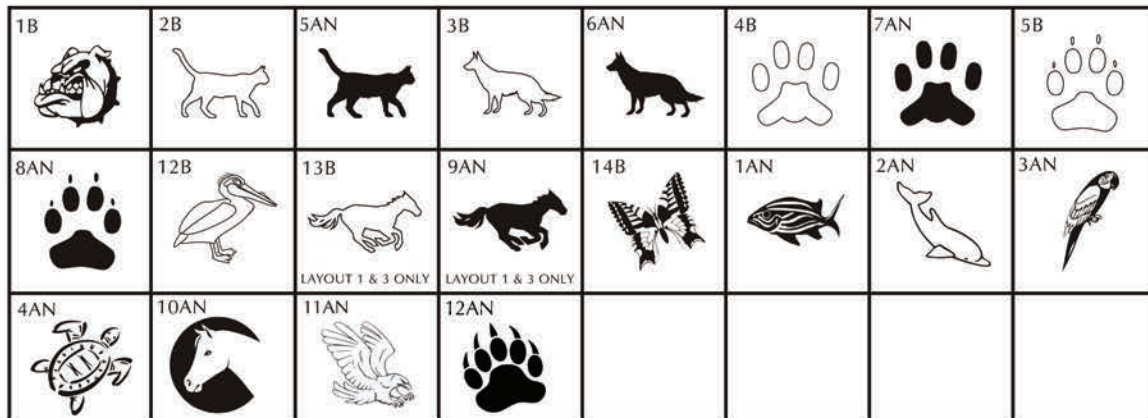 1B 2B 5AN 3B 6AN 4B 7AN 5B
8AN 12B 13B 9AN 14B 1AN 2AN 3AN
LAYOUT 1 & 3 ONLY LAYOUT 1 & 3 ONLY
4AN 10AN 11AN 12AN